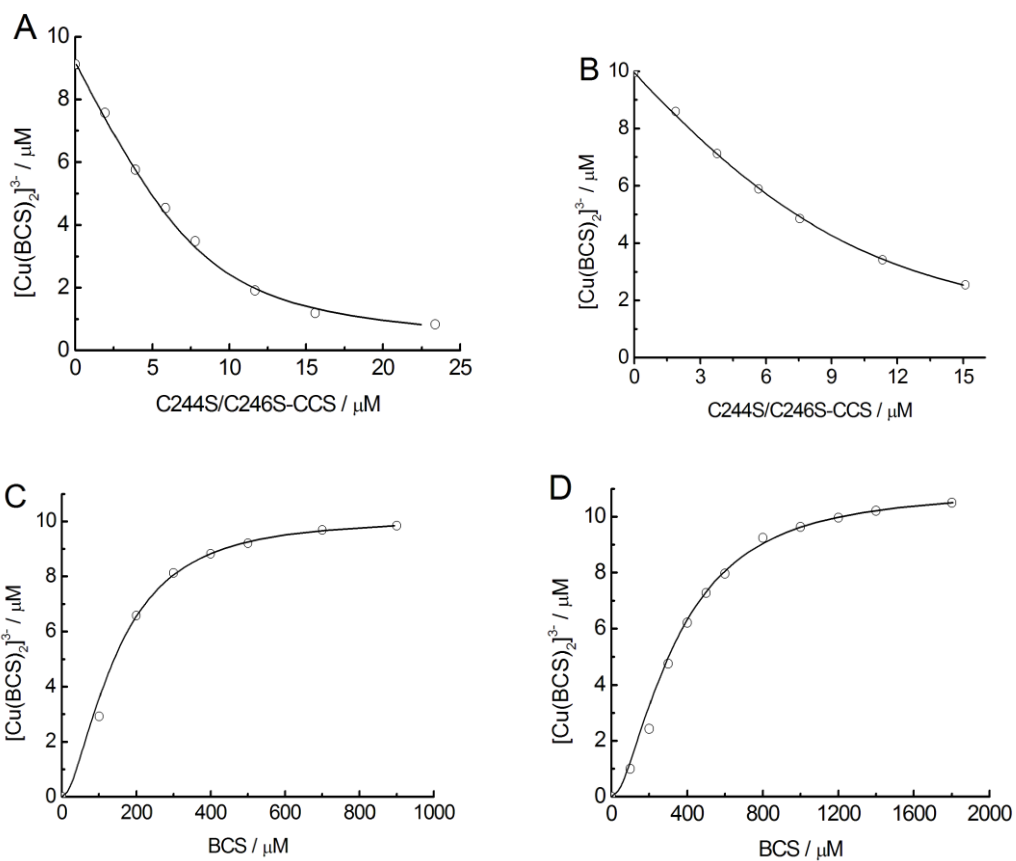 A
10
8
6
4
2
0
0 5 10 15 20 25
[Cu(BCS)₂]³⁻ / μM
C244S/C246S-CCS / μM
B
10
8
6
4
2
0
0 3 6 9 12 15
[Cu(BCS)₂]³⁻ / μM
C244S/C246S-CCS / μM
C
10
8
6
4
2
0
0 200 400 600 800 1000
[Cu(BCS)₂]³⁻ / μM
BCS / μM
D
10
8
6
4
2
0
0 400 800 1200 1600 2000
[Cu(BCS)₂]³⁻ / μM
BCS / μM